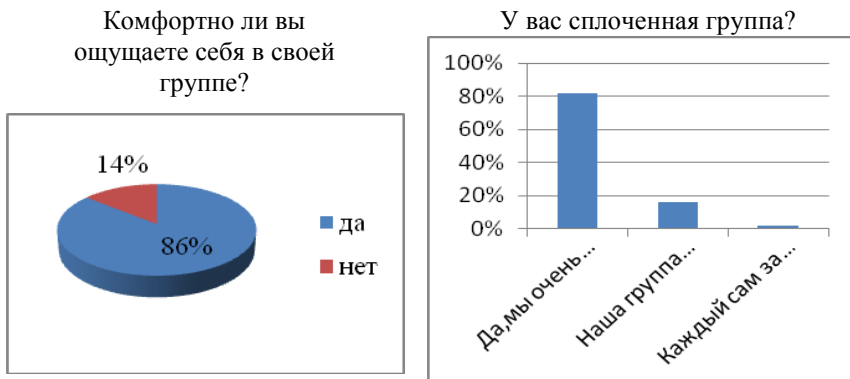 Комфортно ли вы
ощущаете себя в своей
группе?
14%
86%
да
нет
У вас сплоченная группа?
100%
80%
60%
40%
20%
0%
Да,мы очень...
Наша группа...
Каждый сам за...